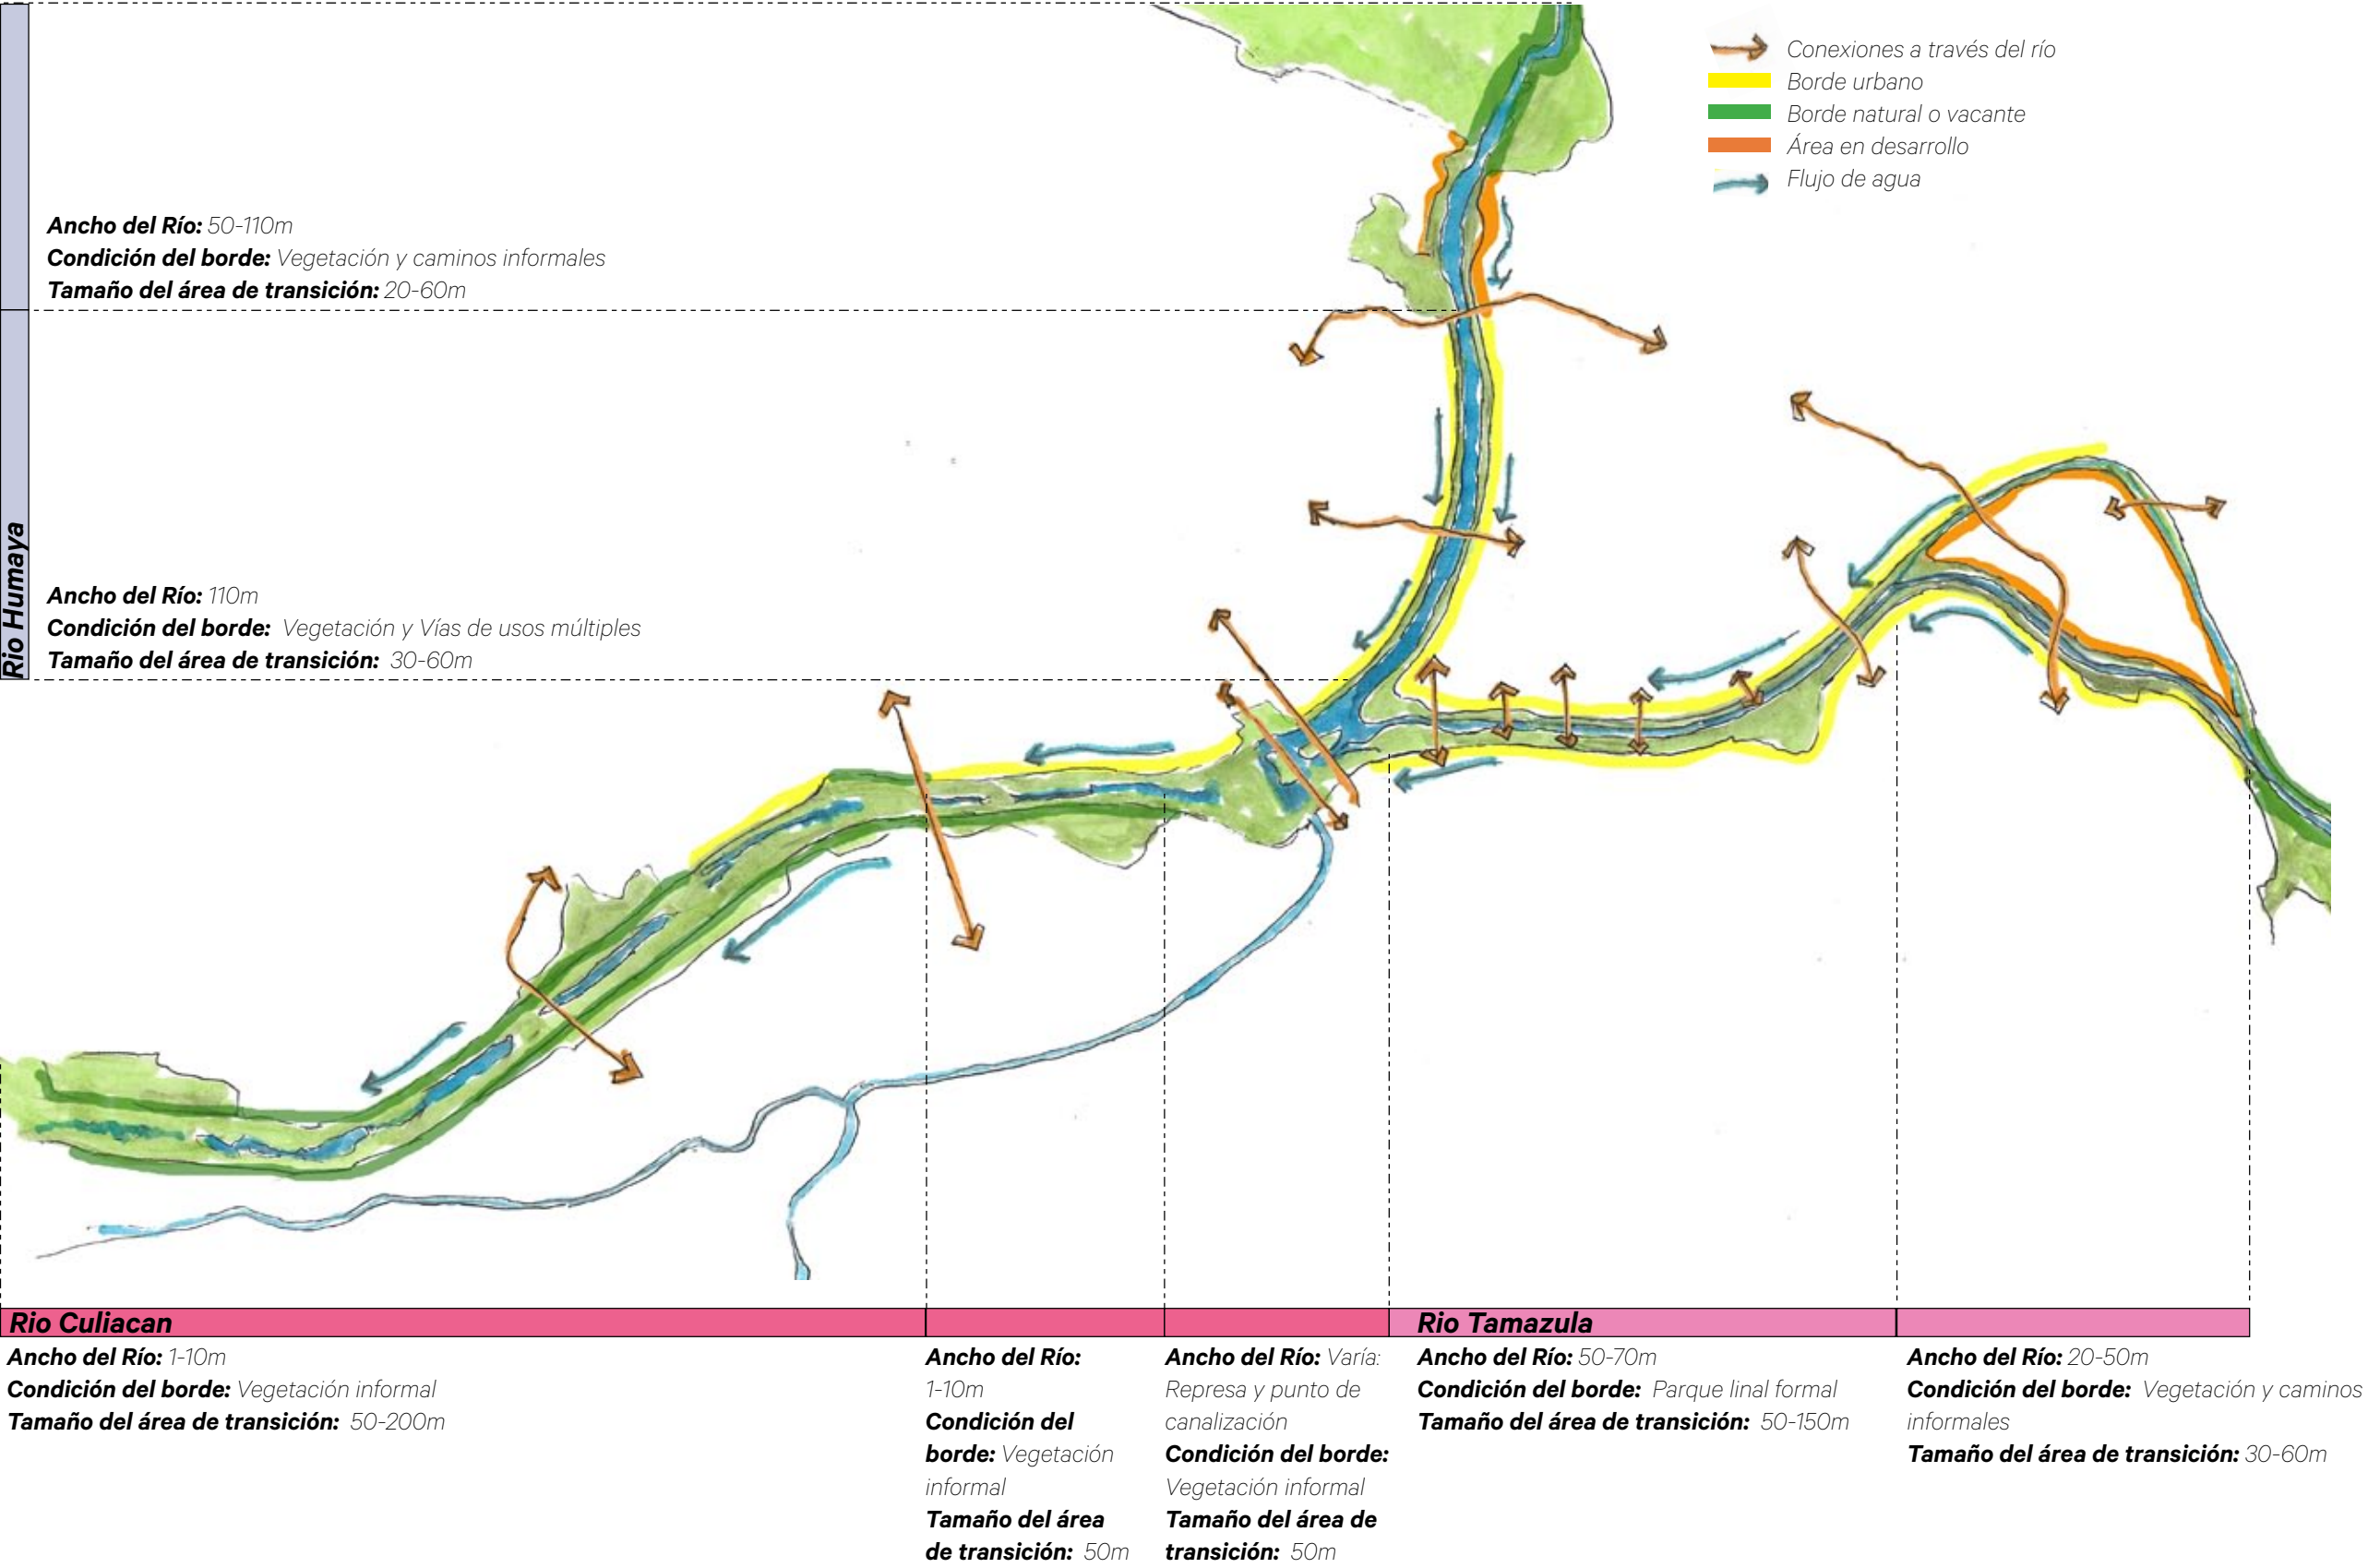 Conexiones a través del río
Borde urbano
Borde natural o vacante
Área en desarrollo
Flujo de agua
Ancho del Río: 50-110m
Condición del borde: Vegetación y caminos informales
Tamaño del área de transición: 20-60m
Rio Humaya
Ancho del Río: 110m
Condición del borde: Vegetación y Vías de usos múltiples
Tamaño del área de transición: 30-60m
Rio Culiacan
Ancho del Río: 1-10m
Condición del borde: Vegetación informal
Tamaño del área de transición: 50-200m
Ancho del Río:
1-10m
Condición del
borde: Vegetación
informal
Tamaño del área
de transición: 50m
Ancho del Río: Varía:
Represa y punto de
canalización
Condición del borde:
Vegetación informal
Tamaño del área de
transición: 50m
Rio Tamazula
Ancho del Río: 50-70m
Condición del borde: Parque linal formal
Tamaño del área de transición: 50-150m
Ancho del Río: 20-50m
Condición del borde: Vegetación y caminos
informales
Tamaño del área de transición: 30-60m